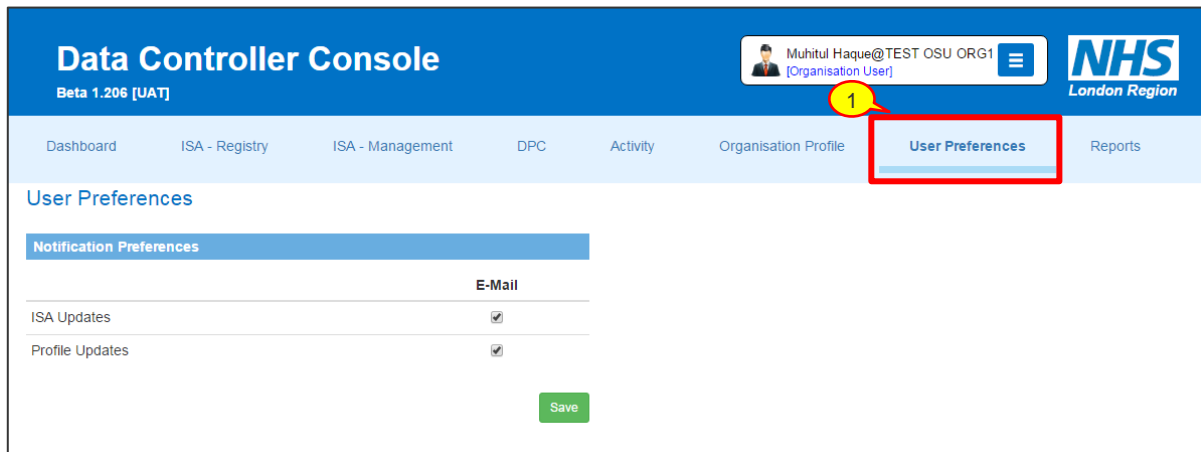 Data Controller Console
Beta 1.206 [UAT]
Muhitul Haque@TEST OSU ORG1
[Organisation User]
NHS
London Region
1
Dashboard ISA - Registry ISA - Management DPC Activity Organisation Profile User Preferences Reports
User Preferences
Notification Preferences
E-Mail
ISA Updates
Profile Updates
Save